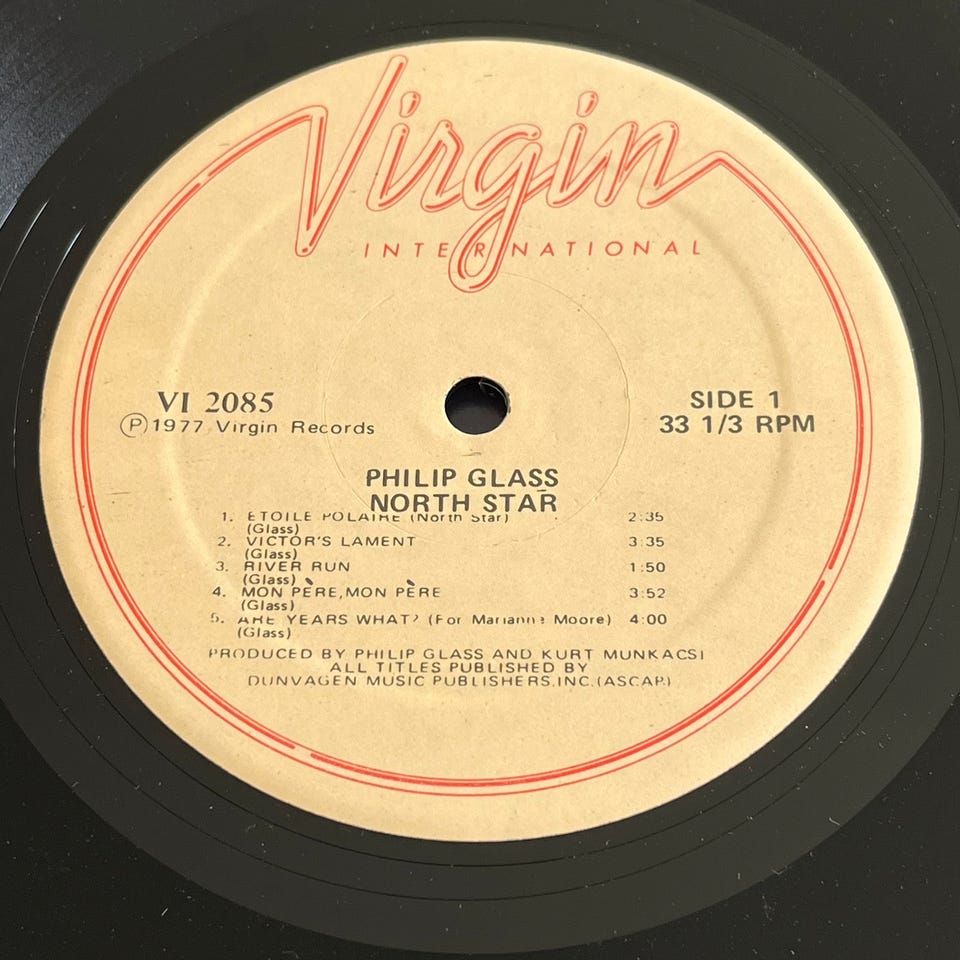 Virgin
INTERNATIONAL
VI 2085
Ⓟ1977 Virgin Records
SIDE 1
33 1/3 RPM
PHILIP GLASS
NORTH STAR
1. ETOILE POLAIRE (North Star) 2:35
(Glass)
2. VICTOR'S LAMENT 3:35
(Glass)
3. RIVER RUN 1:50
(Glass)
4. MON PÈRE, MON PÈRE 3:52
(Glass)
5. ARE YEARS WHAT? (For Marianne Moore) 4:00
(Glass)
PRODUCED BY PHILIP GLASS AND KURT MUNKACSI
ALL TITLES PUBLISHED BY
DUNVAGEN MUSIC PUBLISHERS, INC. (ASCAP)